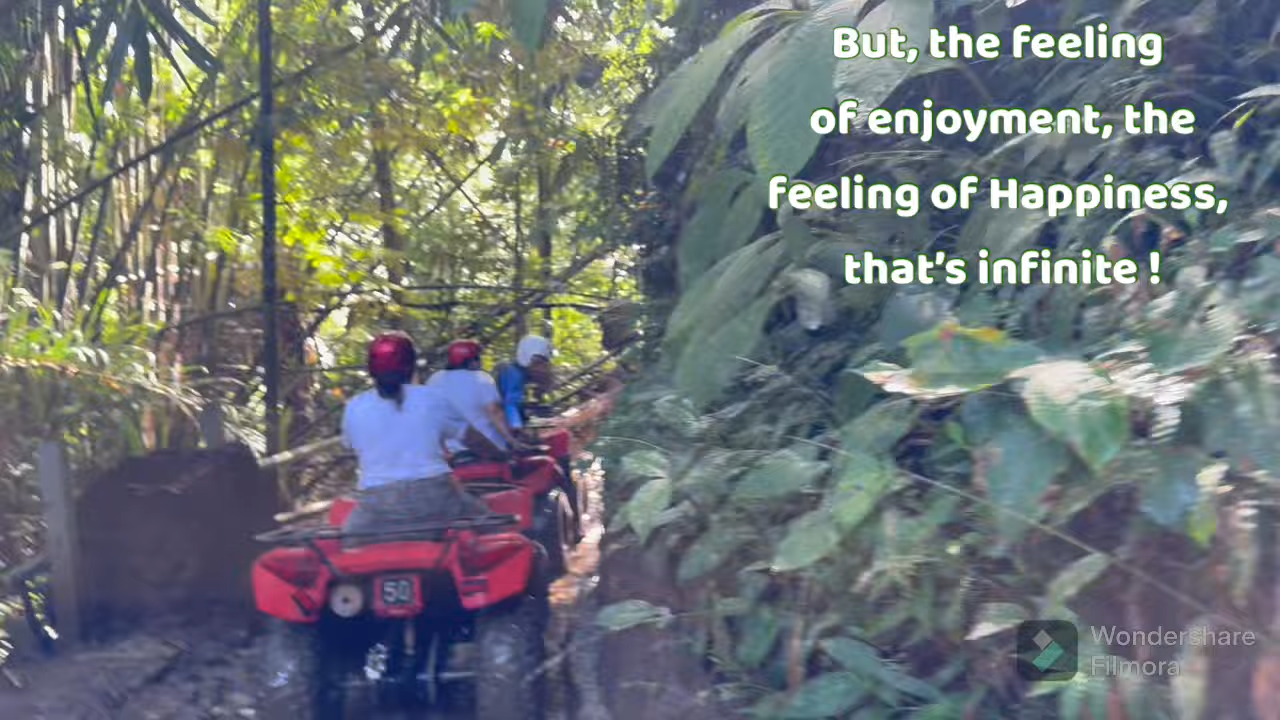 But, the feeling
of enjoyment, the
feeling of Happiness,
that's infinite !
50
Wondershare
Filmora